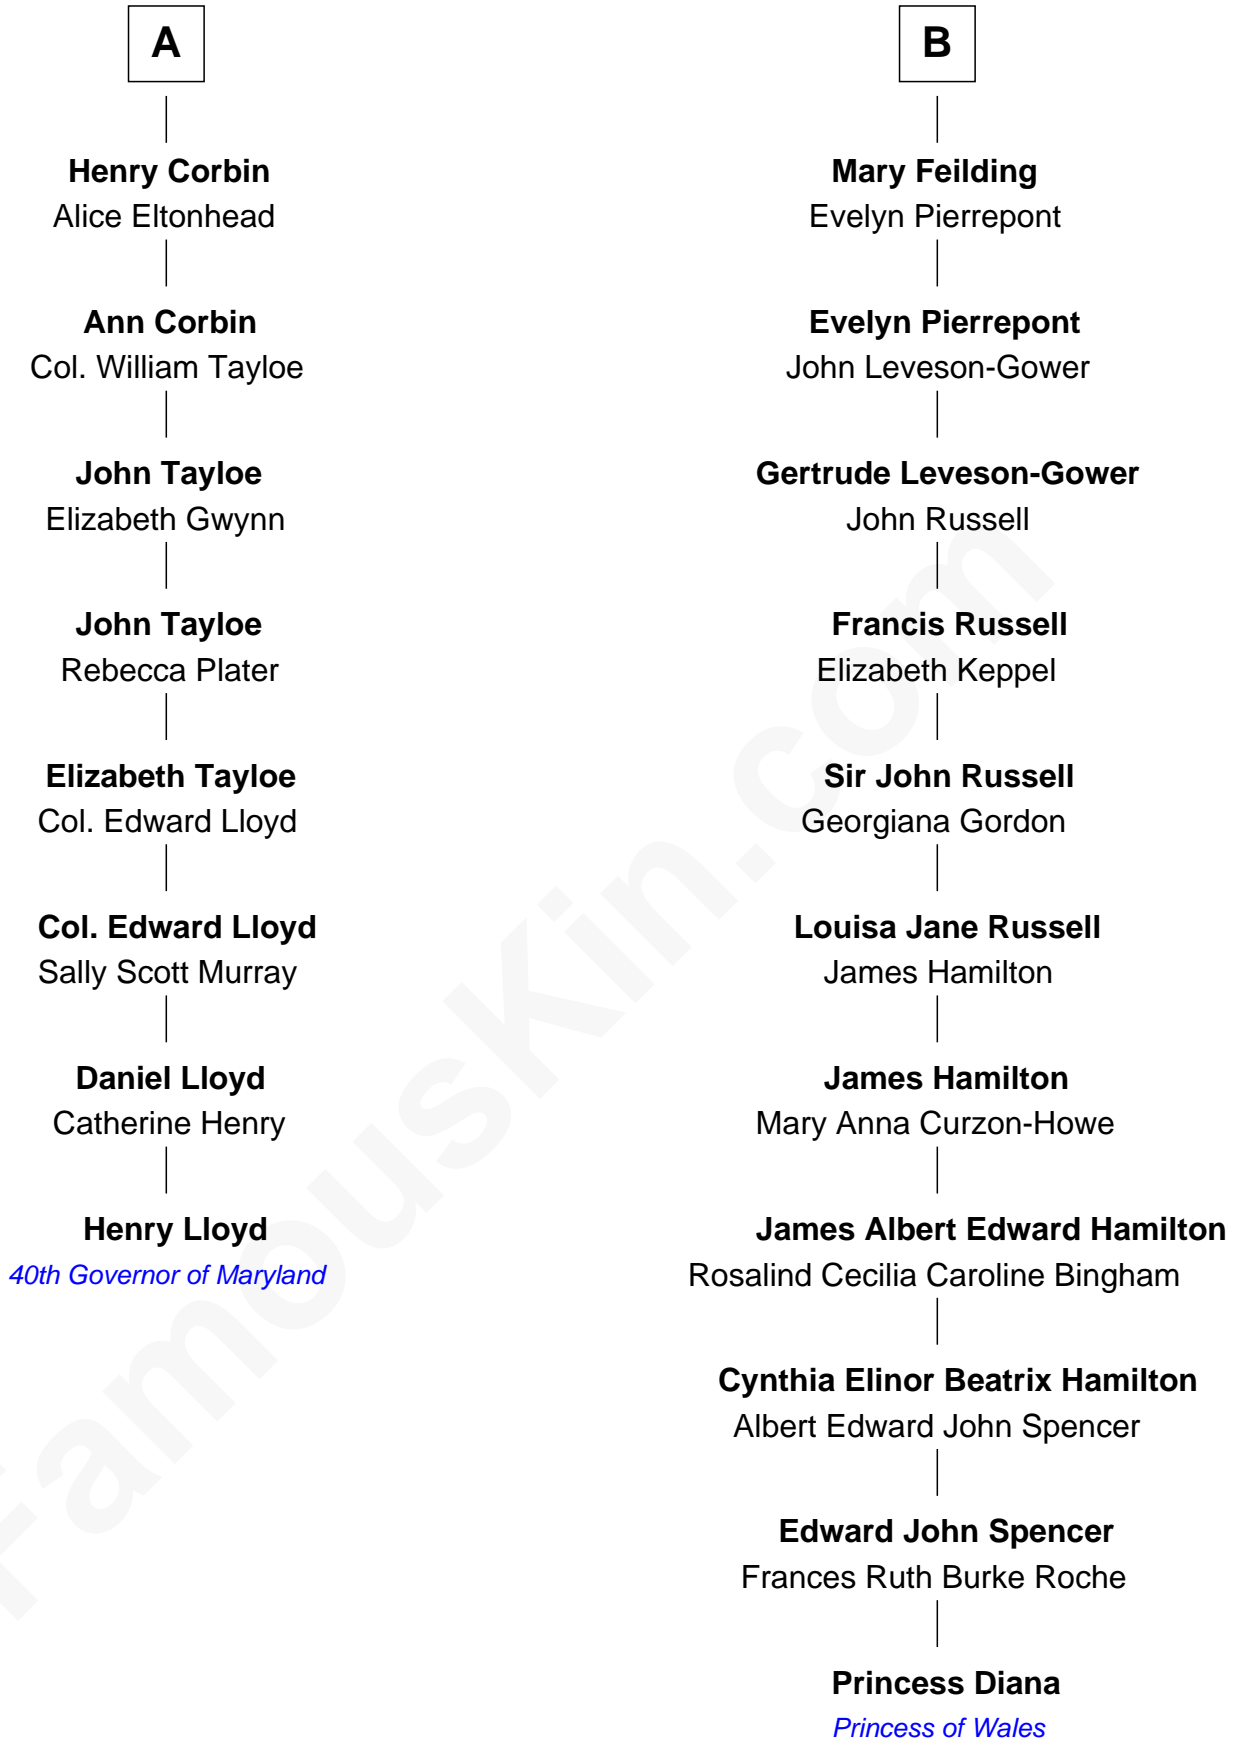 A
Henry Corbin
Alice Eltonhead
Ann Corbin
Col. William Tayloe
John Tayloe
Elizabeth Gwynn
John Tayloe
Rebecca Plater
Elizabeth Tayloe
Col. Edward Lloyd
Col. Edward Lloyd
Sally Scott Murray
Daniel Lloyd
Catherine Henry
Henry Lloyd
40th Governor of Maryland
B
Mary Feilding
Evelyn Pierrepont
Evelyn Pierrepont
John Leveson-Gower
Gertrude Leveson-Gower
John Russell
Francis Russell
Elizabeth Keppel
Sir John Russell
Georgiana Gordon
Louisa Jane Russell
James Hamilton
James Hamilton
Mary Anna Curzon-Howe
James Albert Edward Hamilton
Rosalind Cecilia Caroline Bingham
Cynthia Elinor Beatrix Hamilton
Albert Edward John Spencer
Edward John Spencer
Frances Ruth Burke Roche
Princess Diana
Princess of Wales
FamousKin.com